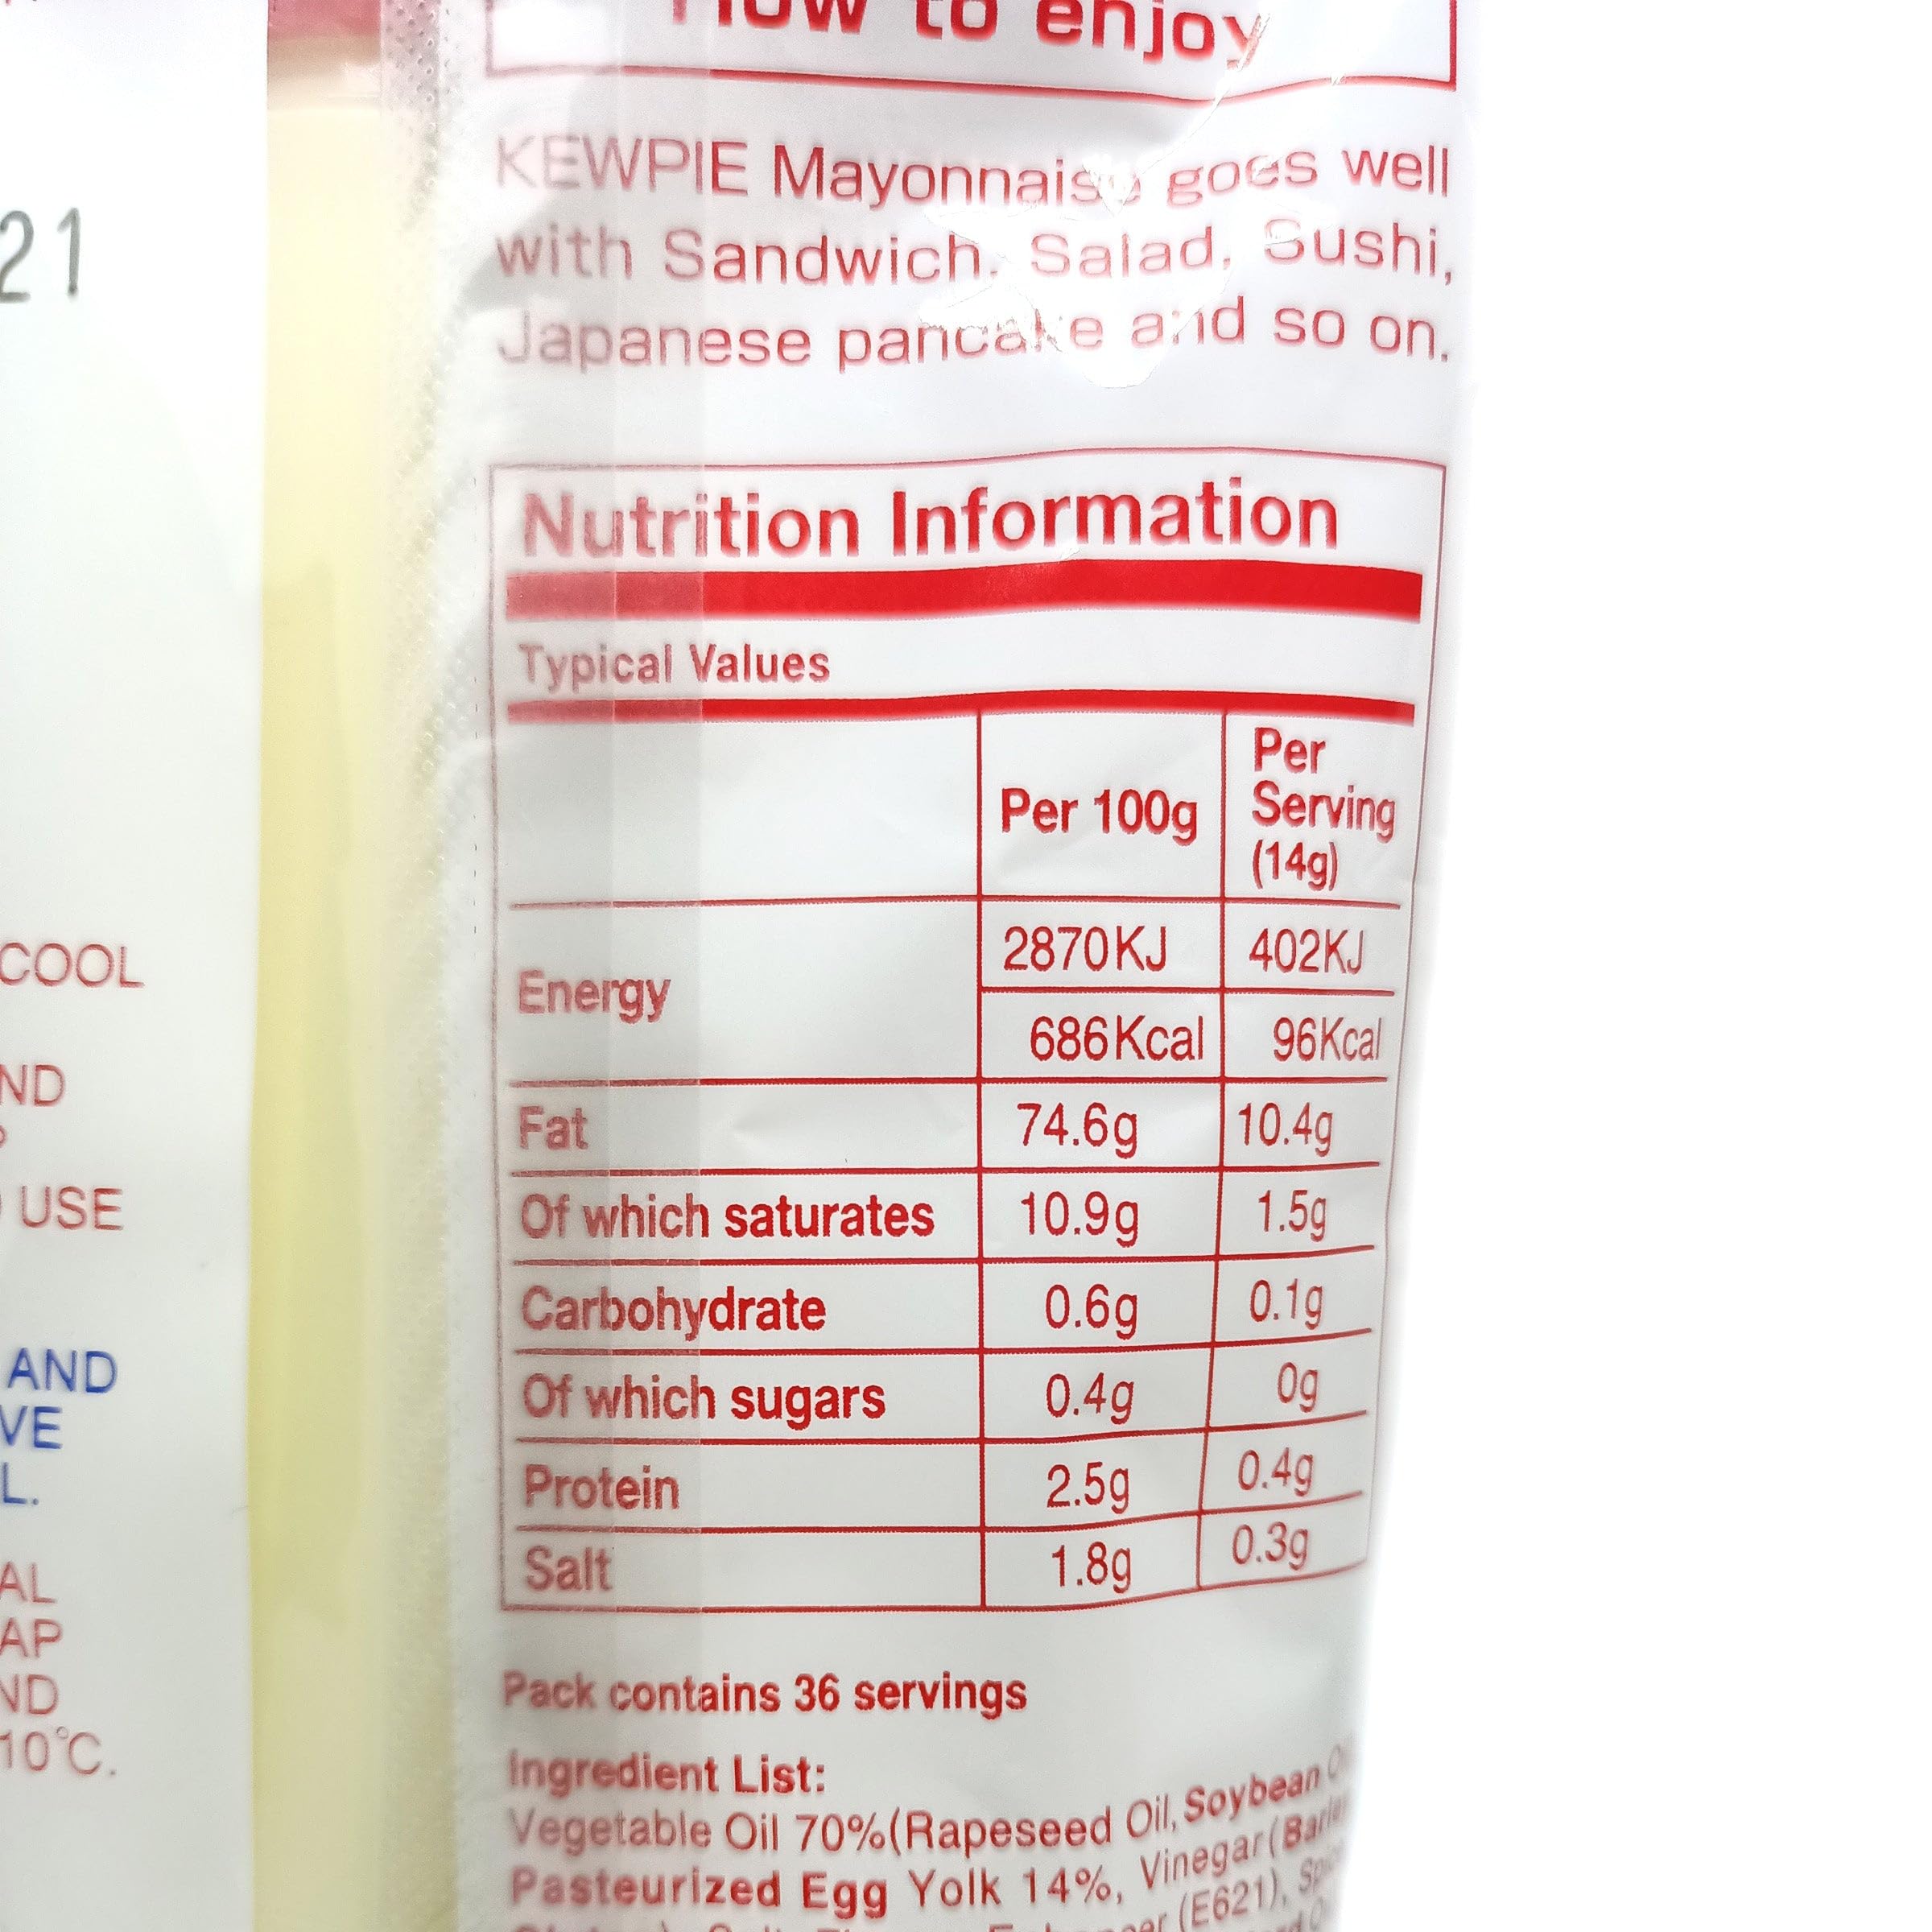 How to enjoy
KEWPIE Mayonnaise goes well
with Sandwich, Salad, Sushi,
Japanese pancake and so on.
Nutrition Information
Typical Values
Per 100g Per Serving (14g)
Energy 2870KJ 402KJ
686Kcal 96Kcal
Fat 74.6g 10.4g
Of which saturates 10.9g 1.5g
Carbohydrate 0.6g 0.1g
Of which sugars 0.4g 0g
Protein 2.5g 0.4g
Salt 1.8g 0.3g
Pack contains 36 servings
Ingredient List:
Vegetable Oil 70%(Rapeseed Oil, Soybean
Pasteurized Egg Yolk 14%, Vinegar (
(E621),
21
COOL
ND
USE
AND
VE
L.
AL
AP
ND
10°C.